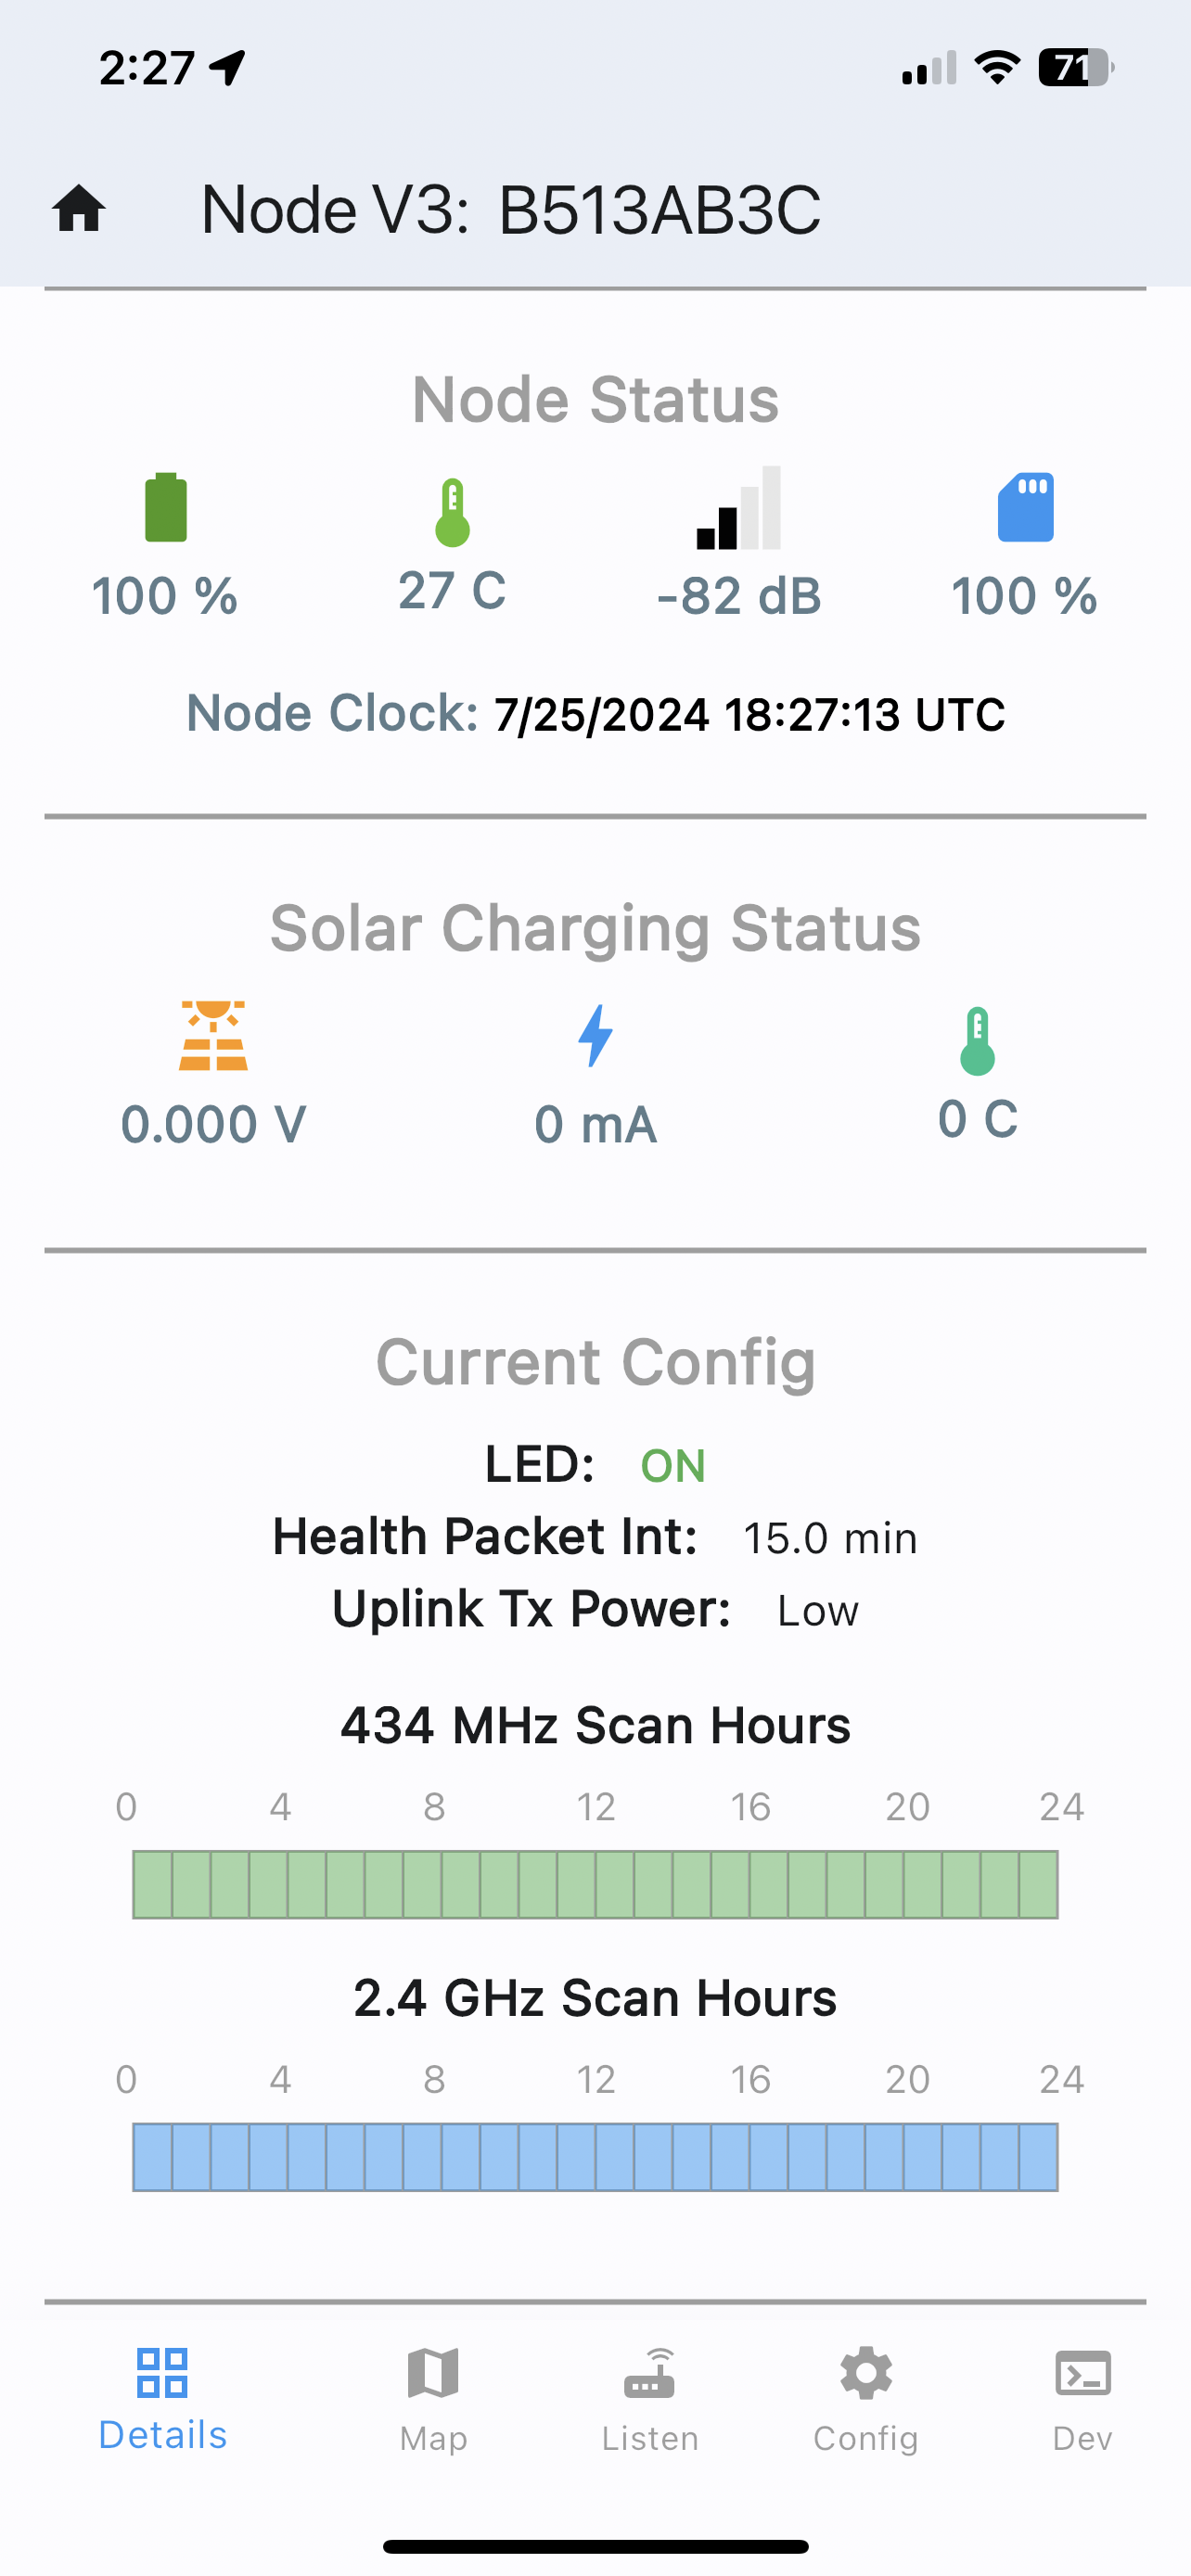 2:27 71
Node V3: B513AB3C
Node Status
100 % 27 C -82 dB 100 %
Node Clock: 7/25/2024 18:27:13 UTC
Solar Charging Status
0.000 V 0 mA 0 C
Current Config
LED: ON
Health Packet Int: 15.0 min
Uplink Tx Power: Low
434 MHz Scan Hours
0 4 8 12 16 20 24
2.4 GHz Scan Hours
0 4 8 12 16 20 24
Details Map Listen Config Dev